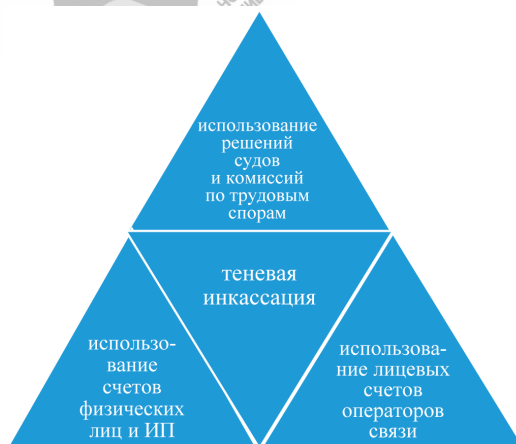 использование
решений
судов
и комиссий
по трудовым
спорам
теневая
инкассация
использо-
вание
счетов
физических
лиц и ИП
использова-
ние лицевых
счетов
операторов
связи